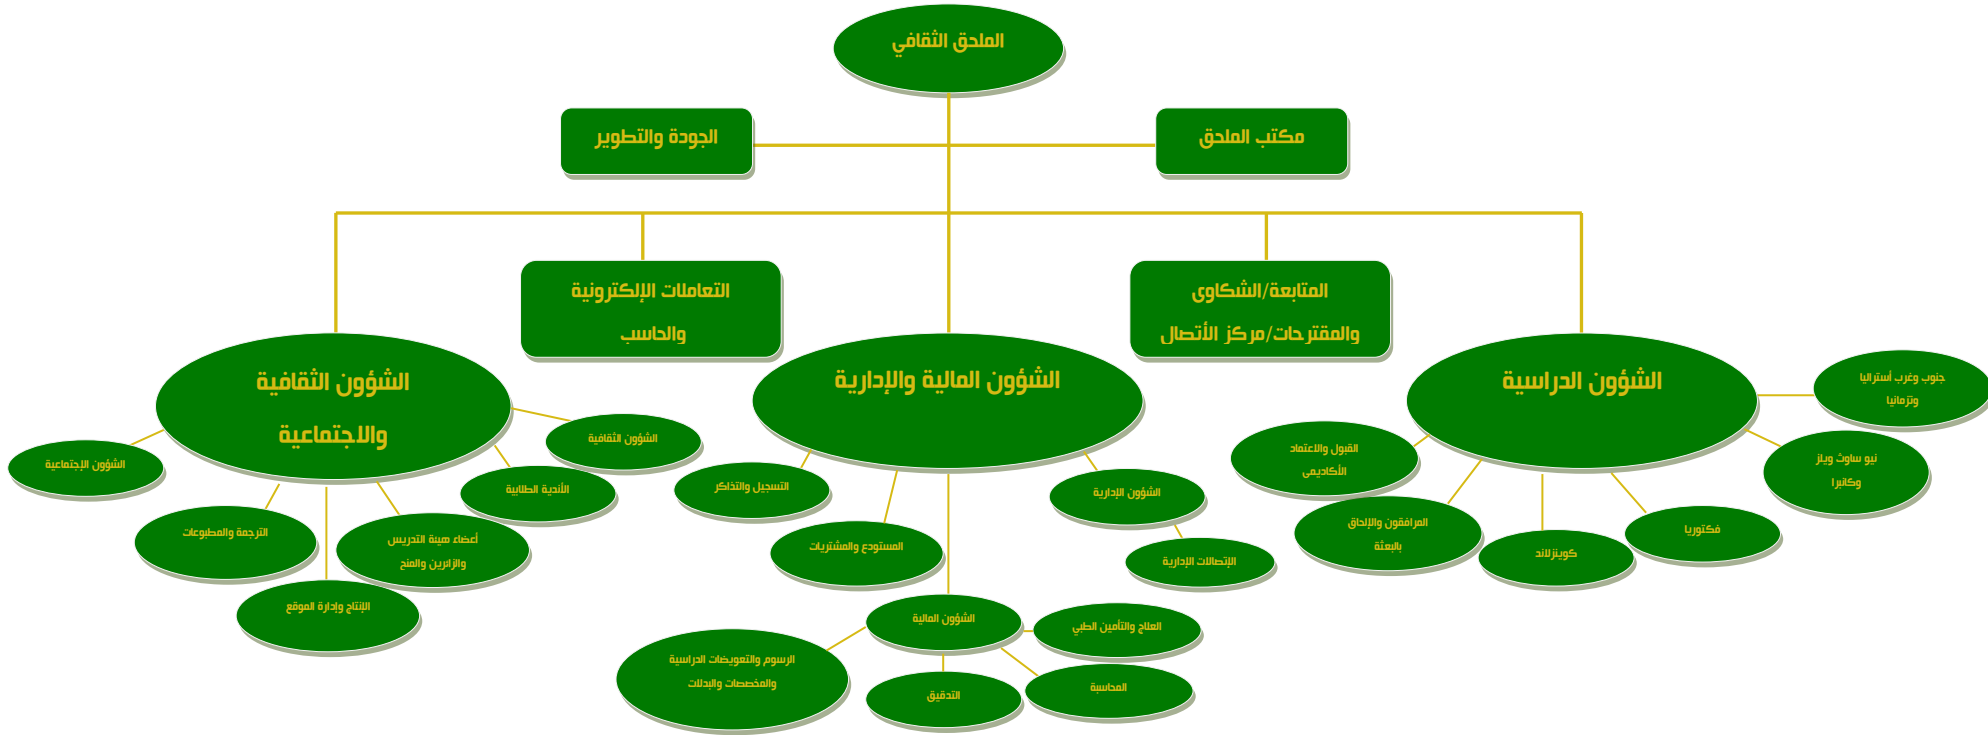 الملحق الثقافي
مكتب الملحق
الجودة والتطوير
المتابعة/الشكاوى
والمقترحات/مركز الأتصال
التعاملات الإلكترونية
والحاسب
الشؤون الدراسية
الشؤون المالية والإدارية
الشؤون الثقافية
والاجتماعية
جنوب وغرب أستراليا
وتزمانيا
نيو ساوث ويلز
وكانبرا
فكتوريا
كوينزلاند
المرافقون والإلحاق
بالبعثة
القبول والاعتماد
الأكاديمي
الشؤون الإدارية
الإتصالات الإدارية
التسجيل والتذاكر
المستودع والمشتريات
الشؤون المالية
العلاج والتأمين الطبي
المحاسبة
التدقيق
الرسوم والتعويضات الدراسية
والمخصصات والبدلات
الشؤون الثقافية
الأندية الطلابية
أعضاء هيئة التدريس
والزائرين والمنح
الإنتاج وإدارة الموقع
الترجمة والمطبوعات
الشؤون الإجتماعية